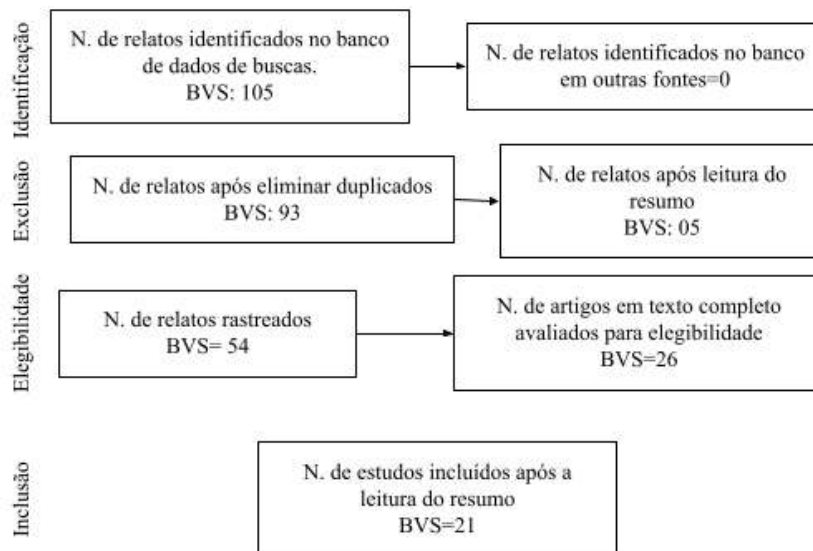 Identificação
N. de relatos identificados no banco
de dados de buscas.
BVS: 105
N. de relatos identificados no banco
em outras fontes=0
Exclusão
N. de relatos após eliminar duplicados
BVS: 93
N. de relatos após leitura do
resumo
BVS: 05
Elegibilidade
N. de relatos rastreados
BVS= 54
N. de artigos em texto completo
avaliados para elegibilidade
BVS=26
Inclusão
N. de estudos incluídos após a
leitura do resumo
BVS=21